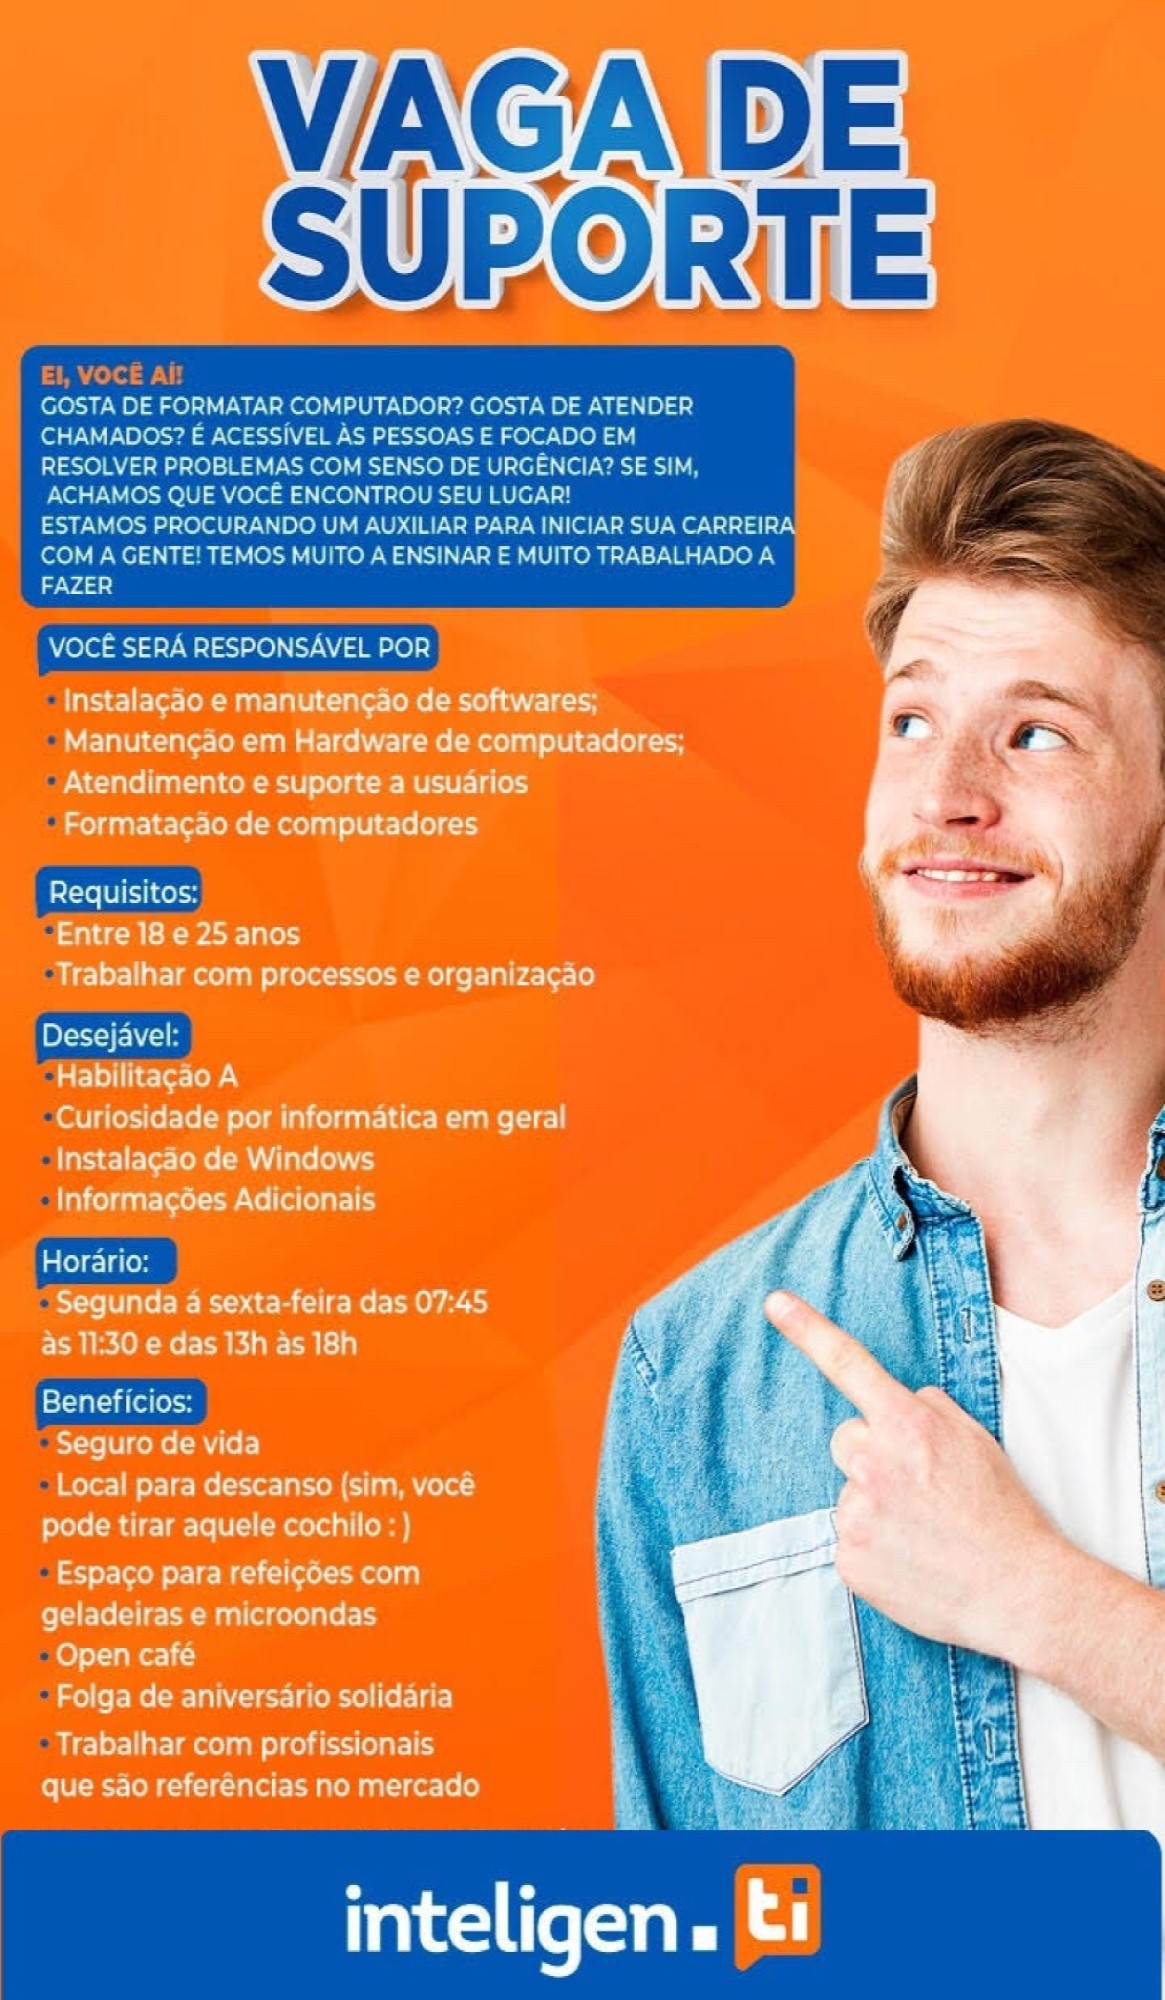 VAGA DE
SUPORTE
EI, VOCÊ AÍ!
GOSTA DE FORMATAR COMPUTADOR? GOSTA DE ATENDER
CHAMADOS? É ACESSÍVEL ÀS PESSOAS E FOCADO EM
RESOLVER PROBLEMAS COM SENSO DE URGÊNCIA? SE SIM,
ACHAMOS QUE VOCÊ ENCONTROU SEU LUGAR!
ESTAMOS PROCURANDO UM AUXILIAR PARA INICIAR SUA CARREIRA
COM A GENTE! TEMOS MUITO A ENSINAR E MUITO TRABALHADO A
FAZER
VOCÊ SERÁ RESPONSÁVEL POR
• Instalação e manutenção de softwares;
• Manutenção em Hardware de computadores;
• Atendimento e suporte a usuários
• Formatação de computadores
Requisitos:
• Entre 18 e 25 anos
• Trabalhar com processos e organização
Desejável:
• Habilitação A
• Curiosidade por informática em geral
• Instalação de Windows
• Informações Adicionais
Horário:
• Segunda á sexta-feira das 07:45
às 11:30 e das 13h às 18h
Benefícios:
• Seguro de vida
• Local para descanso (sim, você
pode tirar aquele cochilo : )
• Espaço para refeições com
geladeiras e microondas
• Open café
• Folga de aniversário solidária
• Trabalhar com profissionais
que são referências no mercado
inteligen.ti